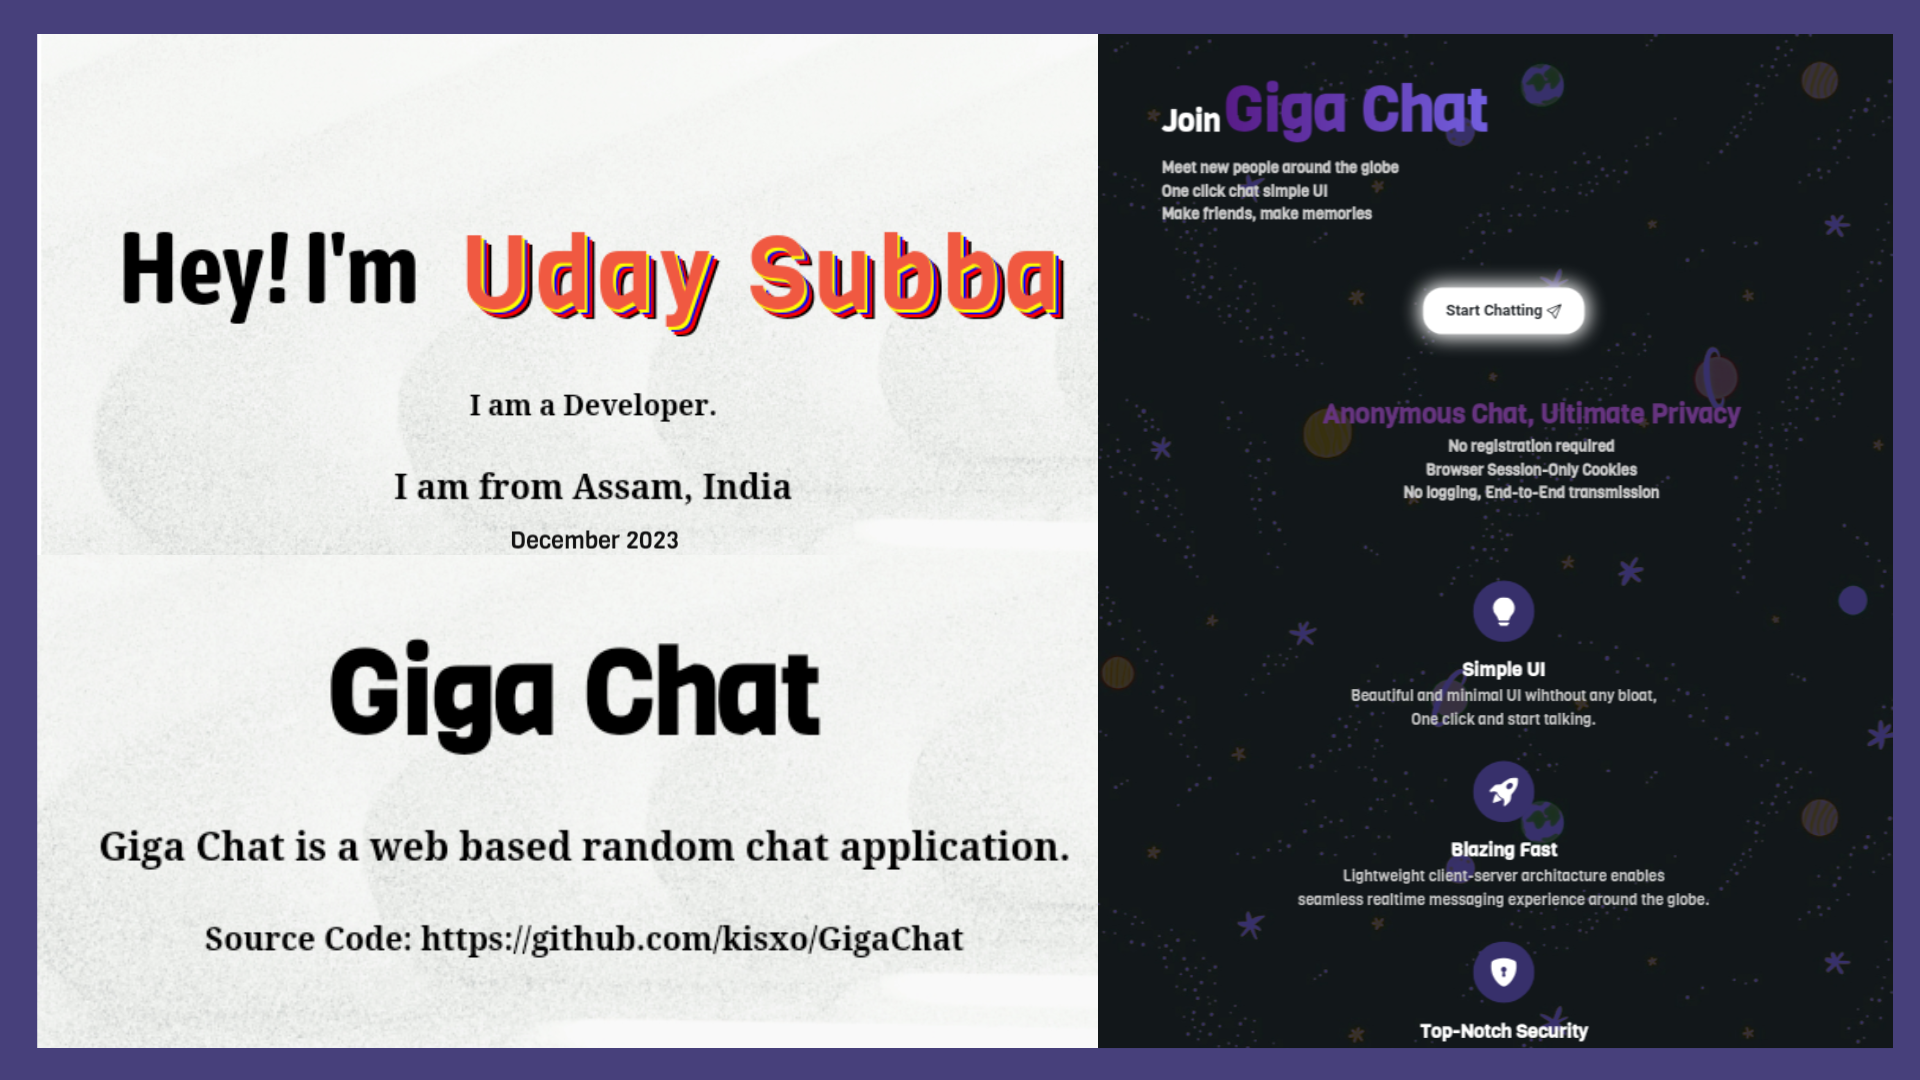 Hey! I'm Uday Subba
I am a Developer.
I am from Assam, India
December 2023
Giga Chat
Giga Chat is a web based random chat application.
Source Code: https://github.com/kisxo/GigaChat
Join Giga Chat
Meet new people around the globe
One click chat simple UI
Make friends, make memories
Start Chatting
Anonymous Chat, Ultimate Privacy
No registration required
Browser Session-Only Cookies
No logging, End-to-End transmission
Simple UI
Beautiful and minimal UI wihthout any bloat,
One click and start talking.
Blazing Fast
Lightweight client-server architecture enables
seamless realtime messaging experience around the globe.
Top-Notch Security